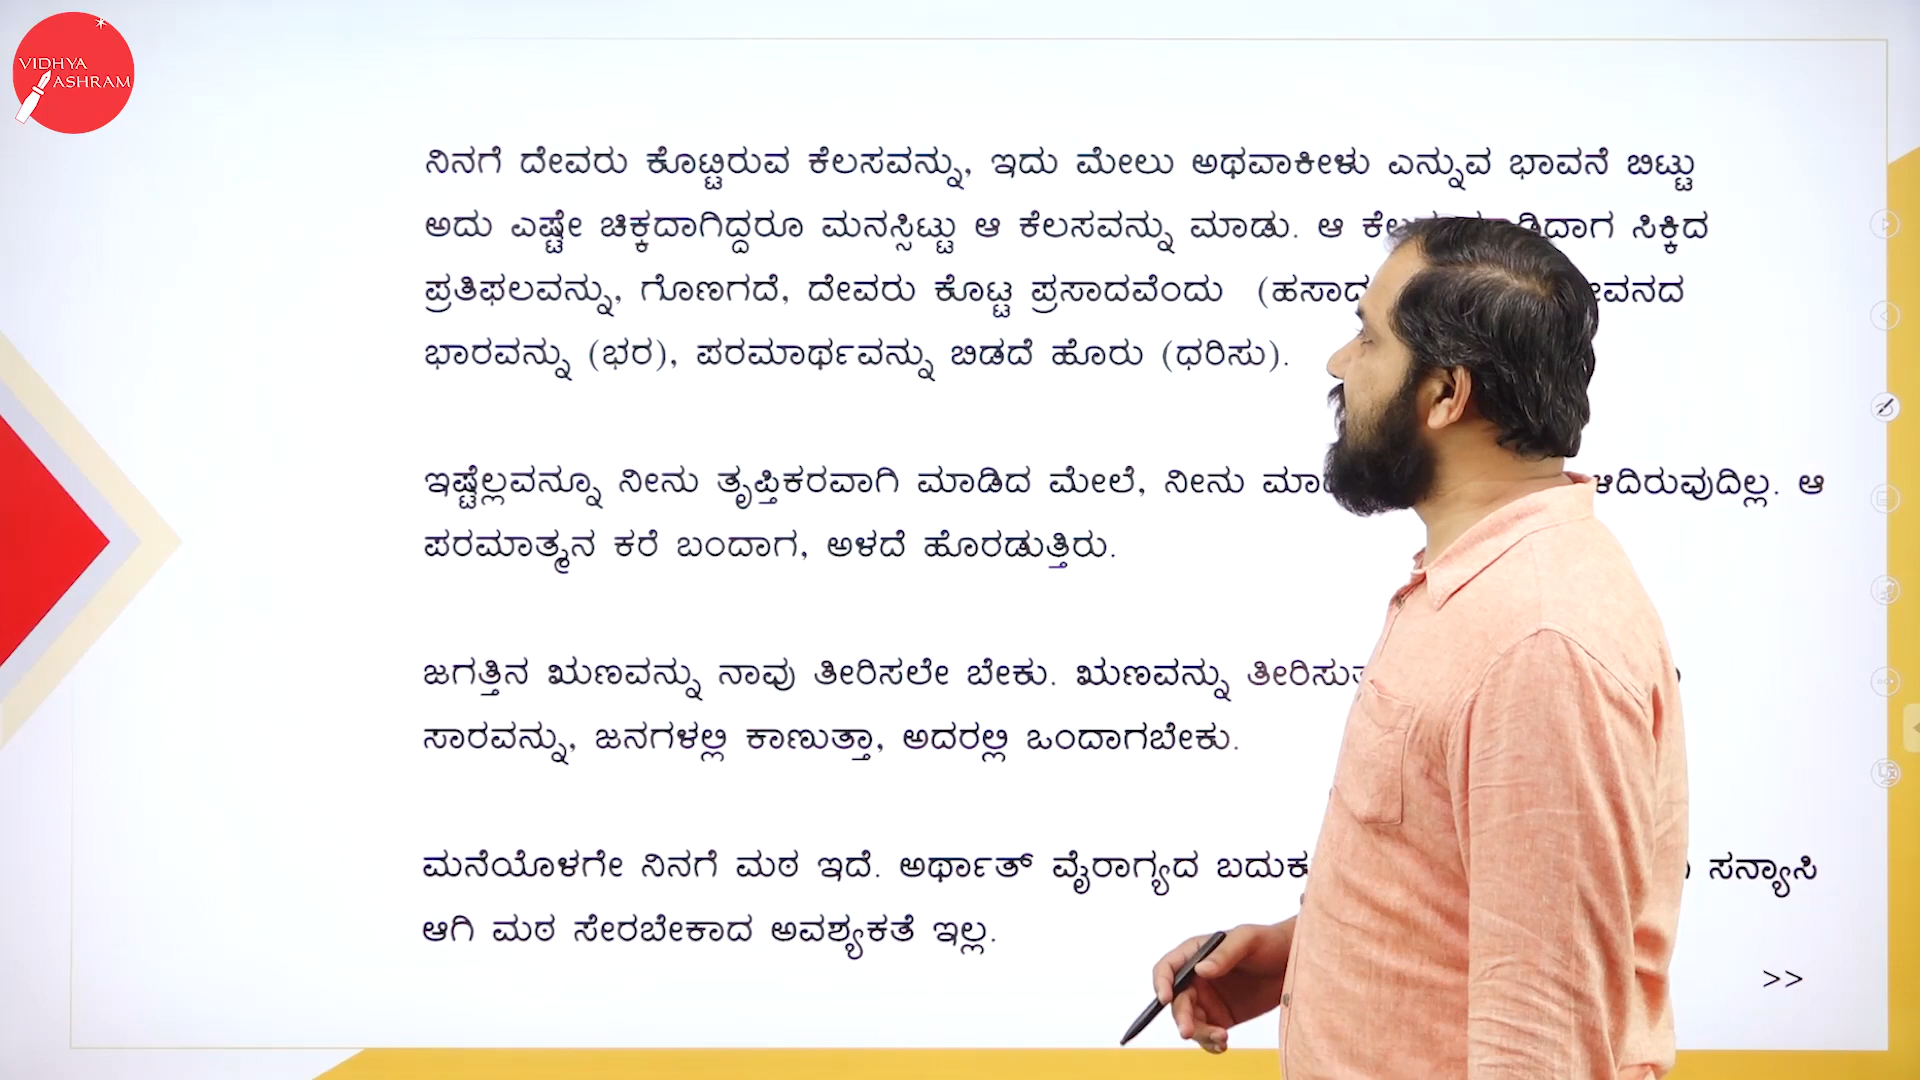 VIDHYA
ASHRAM
ನಿನಗೆ ದೇವರು ಕೊಟ್ಟಿರುವ ಕೆಲಸವನ್ನು, ಇದು ಮೇಲು ಅಥವಾಕೀಳು ಎನ್ನುವ ಭಾವನೆ ಬಿಟ್ಟು
ಅದು ಎಷ್ಟೇ ಚಿಕ್ಕದಾಗಿದ್ದರೂ ಮನಸ್ಸಿಟ್ಟು ಆ ಕೆಲಸವನ್ನು ಮಾಡು. ಆ ಸಿಕ್ಕಿದ
ಪ್ರತಿಫಲವನ್ನು, ಗೊಣಗದೆ, ದೇವರು ಕೊಟ್ಟ ಪ್ರಸಾದವೆಂದು
ಭಾರವನ್ನು (ಭರ), ಪರಮಾರ್ಥವನ್ನು ಬಿಡದೆ ಹೊರು (ಧರಿಸು).
ಇಷ್ಟೆಲ್ಲವನ್ನೂ ನೀನು ತೃಪ್ತಿಕರವಾಗಿ ಮಾಡಿದ ಮೇಲೆ, ನೀನು ಆ
ಪರಮಾತ್ಮನ ಕರೆ ಬಂದಾಗ, ಅಳದೆ ಹೊರಡುತ್ತಿರು.
ಜಗತ್ತಿನ ಋಣವನ್ನು ನಾವು ತೀರಿಸಲೇ ಬೇಕು. ಋಣವನ್ನು
ಸಾರವನ್ನು, ಜನಗಳಲ್ಲಿ ಕಾಣುತ್ತಾ, ಅದರಲ್ಲಿ ಒಂದಾಗಬೇಕು.
ಮನೆಯೊಳಗೇ ನಿನಗೆ ಮಠ ಇದೆ. ಅರ್ಥಾತ್ ವೈರಾಗ್ಯದ ಸನ್ಯಾಸಿ
ಆಗಿ ಮಠ ಸೇರಬೇಕಾದ ಅವಶ್ಯಕತೆ ಇಲ್ಲ.
>>